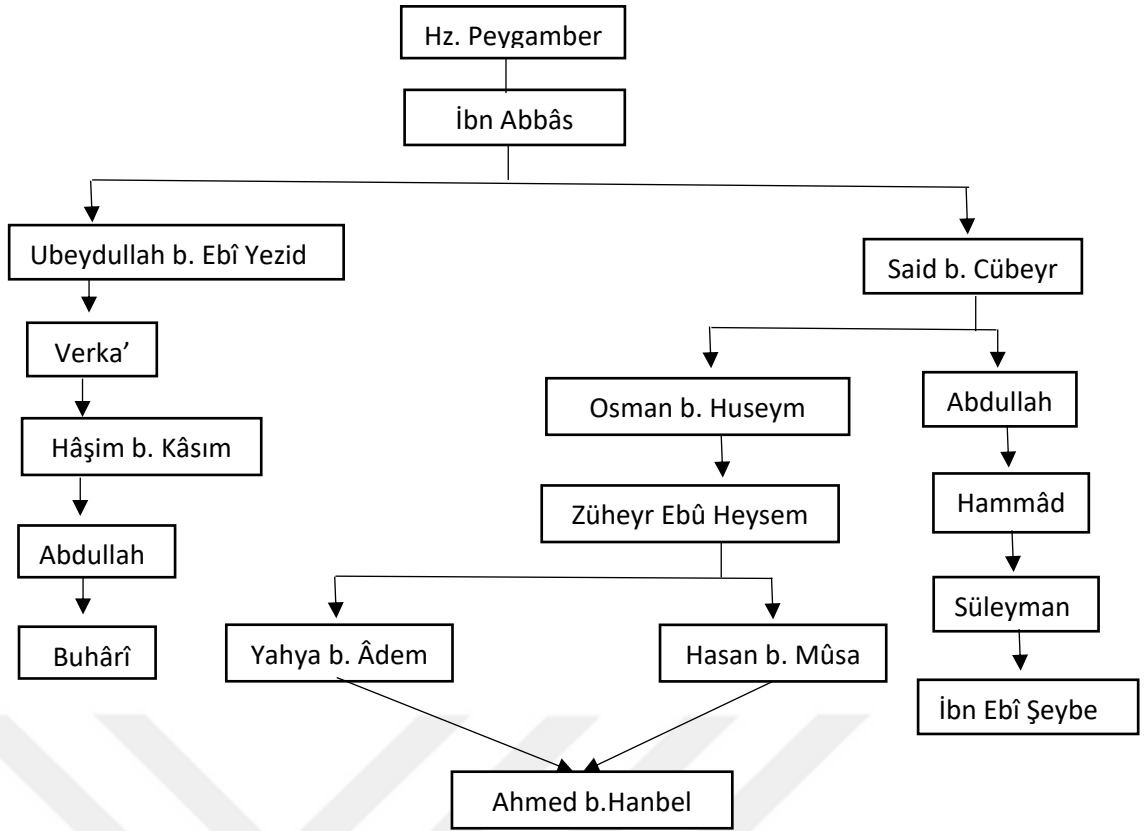 Hz. Peygamber
İbn Abbâs
Ubeydullah b. Ebî Yezid
Said b. Cübeyr
Verka’
Osman b. Huseym
Abdullah
Hâşim b. Kâsım
Züheyr Ebû Heysem
Hammâd
Abdullah
Süleyman
Buhârî
Yahya b. Âdem
Hasan b. Mûsa
İbn Ebî Şeybe
Ahmed b.Hanbel